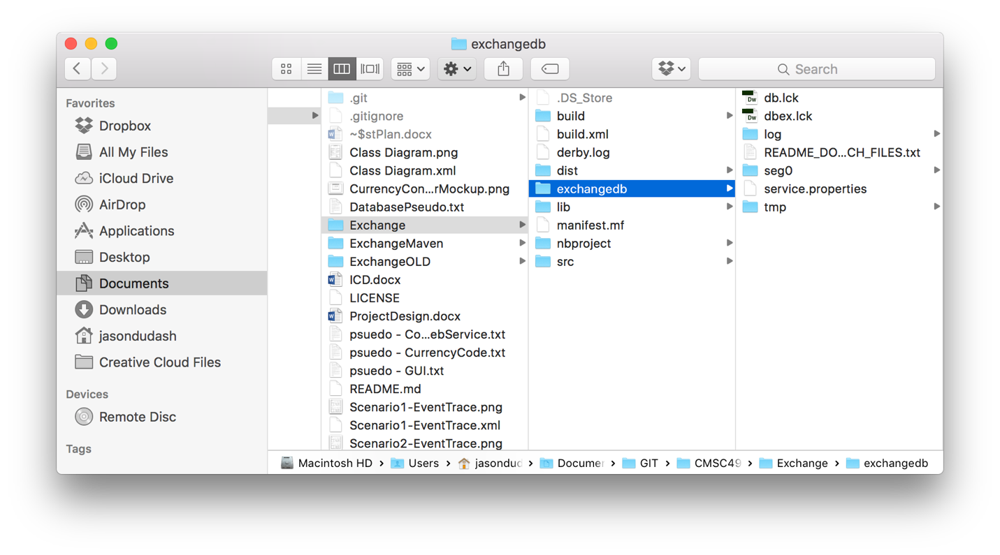 exchangedb
Search
Favorites
Dropbox
All My Files
iCloud Drive
AirDrop
Applications
Desktop
Documents
Downloads
jasondudash
Creative Cloud Files
Devices
Remote Disc
Tags
.git
.gitignore
~$stPlan.docx
Class Diagram.png
Class Diagram.xml
CurrencyCon...rMockup.png
DatabasePseudo.txt
Exchange
ExchangeMaven
ExchangeOLD
ICD.docx
LICENSE
ProjectDesign.docx
psuedo - Co...ebService.txt
psuedo - CurrencyCode.txt
psuedo - GUI.txt
README.md
Scenario1-EventTrace.png
Scenario1-EventTrace.xml
Scenario2-EventTrace.png
.DS_Store
build
build.xml
derby.log
dist
exchangedb
lib
manifest.mf
nbproject
src
Dw db.lck
Dw dbex.lck
log
README_DO...CH_FILES.txt
seg0
service.properties
tmp
Macintosh HD › Users › jasondud › Documen › GIT › CMSC49 › Exchange › exchangedb